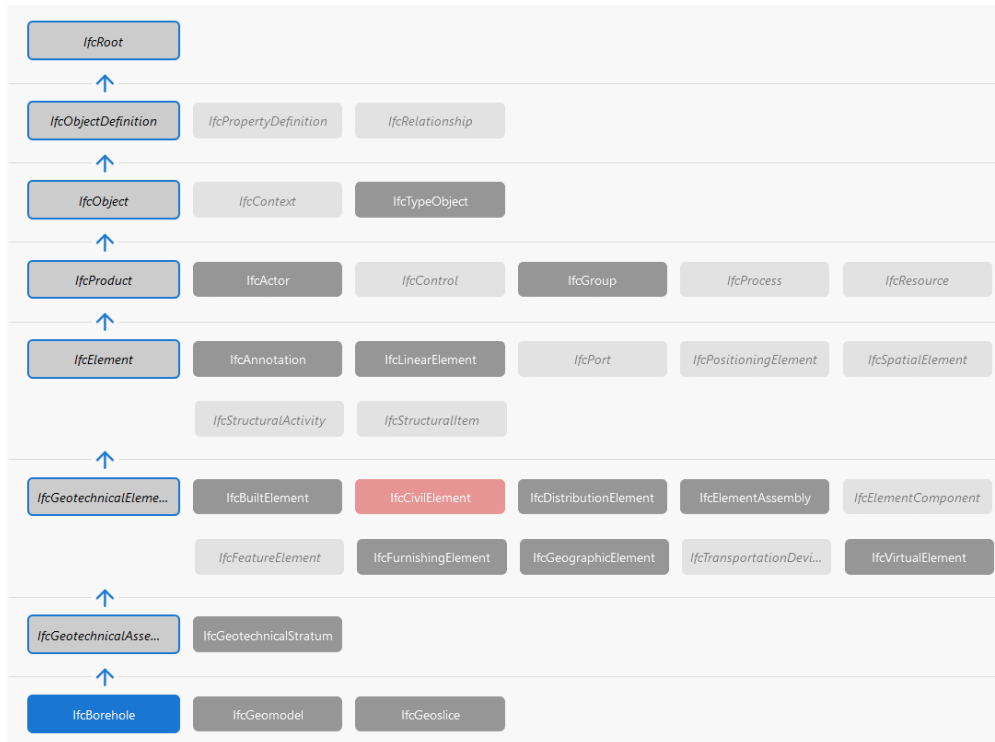 IfcRoot
IfcObjectDefinition IfcPropertyDefinition IfcRelationship
IfcObject IfcContext IfcTypeObject
IfcProduct IfcActor IfcControl IfcGroup IfcProcess IfcResource
IfcElement IfcAnnotation IfcLinearElement IfcPort IfcPositioningElement IfcSpatialElement
IfcStructuralActivity IfcStructuralItem
IfcGeotechnicalEleme... IfcBuiltElement IfcCivilElement IfcDistributionElement IfcElementAssembly IfcElementComponent
IfcFeatureElement IfcFurnishingElement IfcGeographicElement IfcTransportationDevi... IfcVirtualElement
IfcGeotechnicalAsse... IfcGeotechnicalStratum
IfcBorehole IfcGeomodel IfcGeoslice